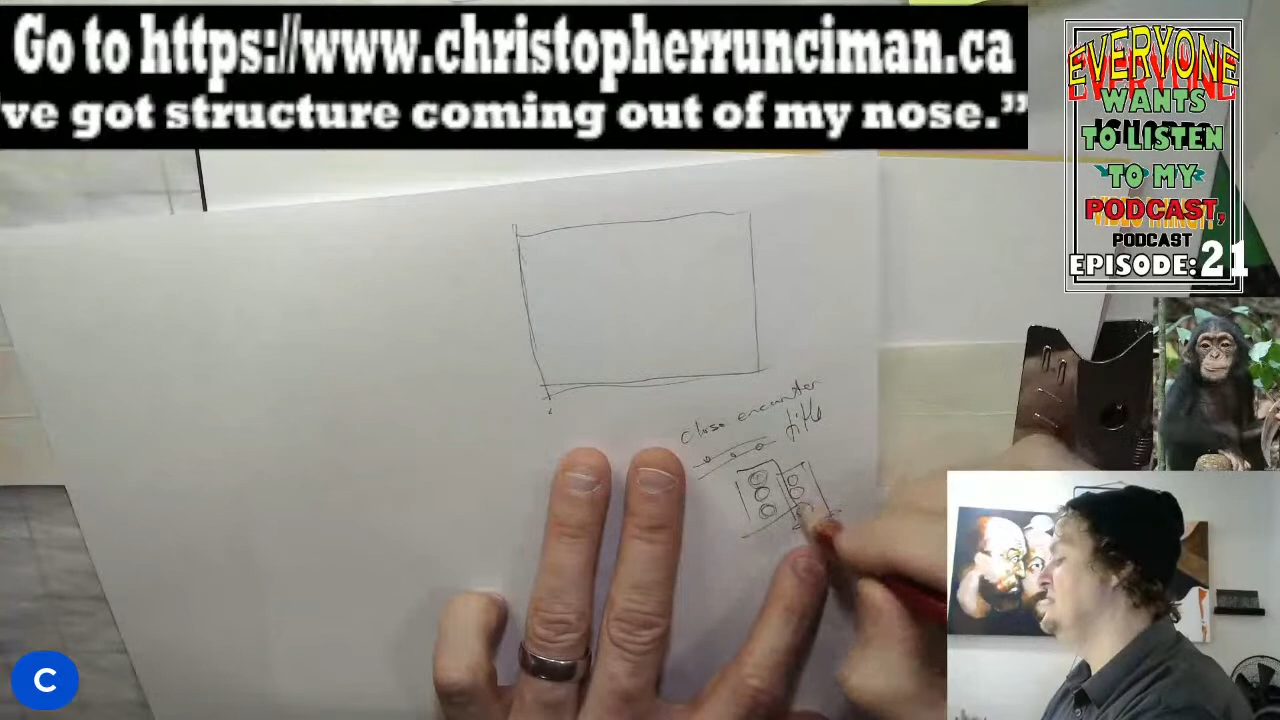 Go to https://www.christopherrunciman.ca
've got structure coming out of my nose.”
EVERYONE
WANTS
TO LISTEN
TO MY
PODCAST,
PODCAST
EPISODE:21
close encounter
title
C